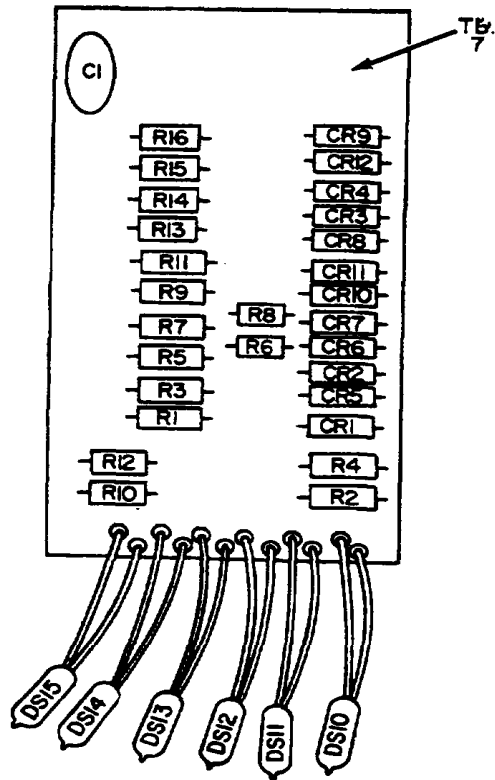 TB.
7
C1
R16
CR9
R15
CR12
R14
CR4
R13
CR3
CR8
R11
CR11
R9
CR10
R8
R7
CR7
R6
R5
CR6
CR2
R3
CR5
R1
CR1
R12
R4
R10
R2
DS15
DS14
DS13
DS12
DS11
DS10